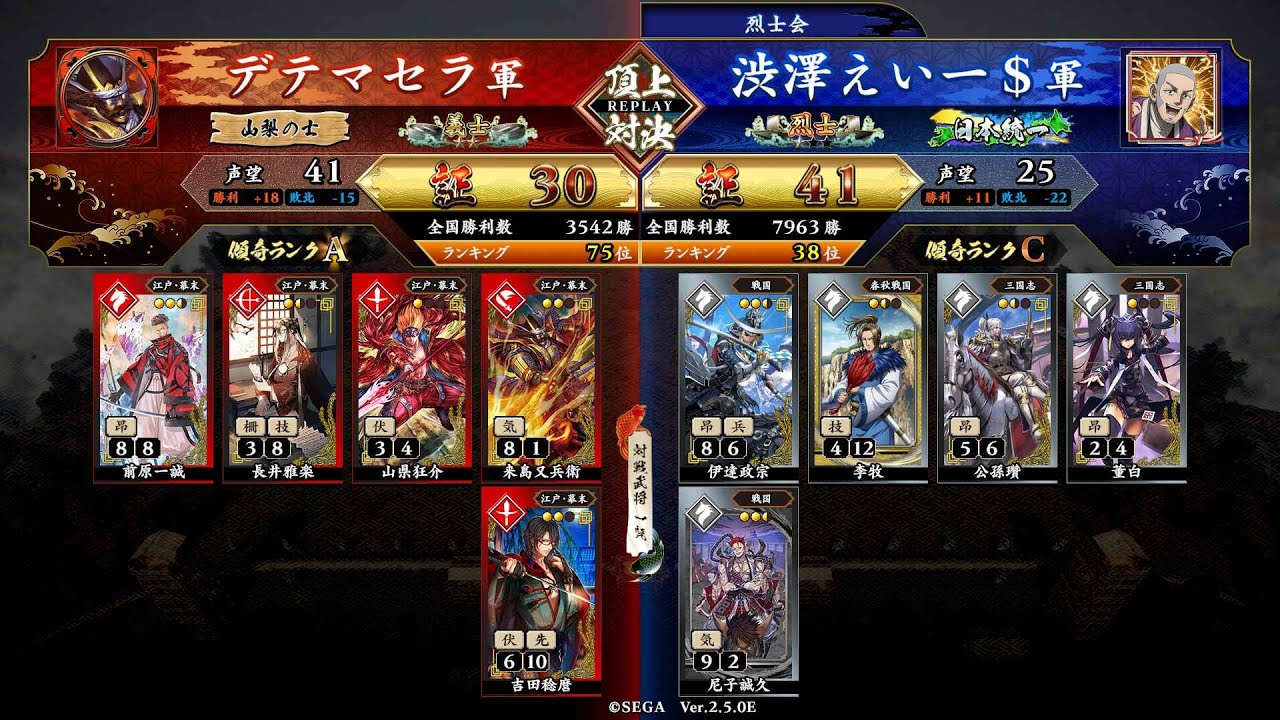 烈士会
デテマセラ軍
頂上
REPLAY
対決
渋澤えいー$軍
山梨の士
義士
烈士
日本統一
声望 41
勝利 +18 敗北 -15
証 30
証 41
声望 25
勝利 +11 敗北 -22
全国勝利数 3542勝
全国勝利数 7963勝
傾奇ランクA
ランキング 75位
ランキング 38位
傾奇ランクC
江戸・幕末
江戸・幕末
江戸・幕末
江戸・幕末
戦国
春秋戦国
三国志
三国志
昂
8 8
前原一誠
柵 技
3 8
長井雅楽
伏
3 4
山県狂介
気
8 1
来島又兵衛
対戦武将一覧
昂 兵
8 6
伊達政宗
技
4 12
李牧
昂
5 6
公孫瓚
昂
2 4
董白
江戸・幕末
伏 先
6 10
吉田稔麿
戦国
気
9 2
尼子誠久
©SEGA Ver.2.5.0E